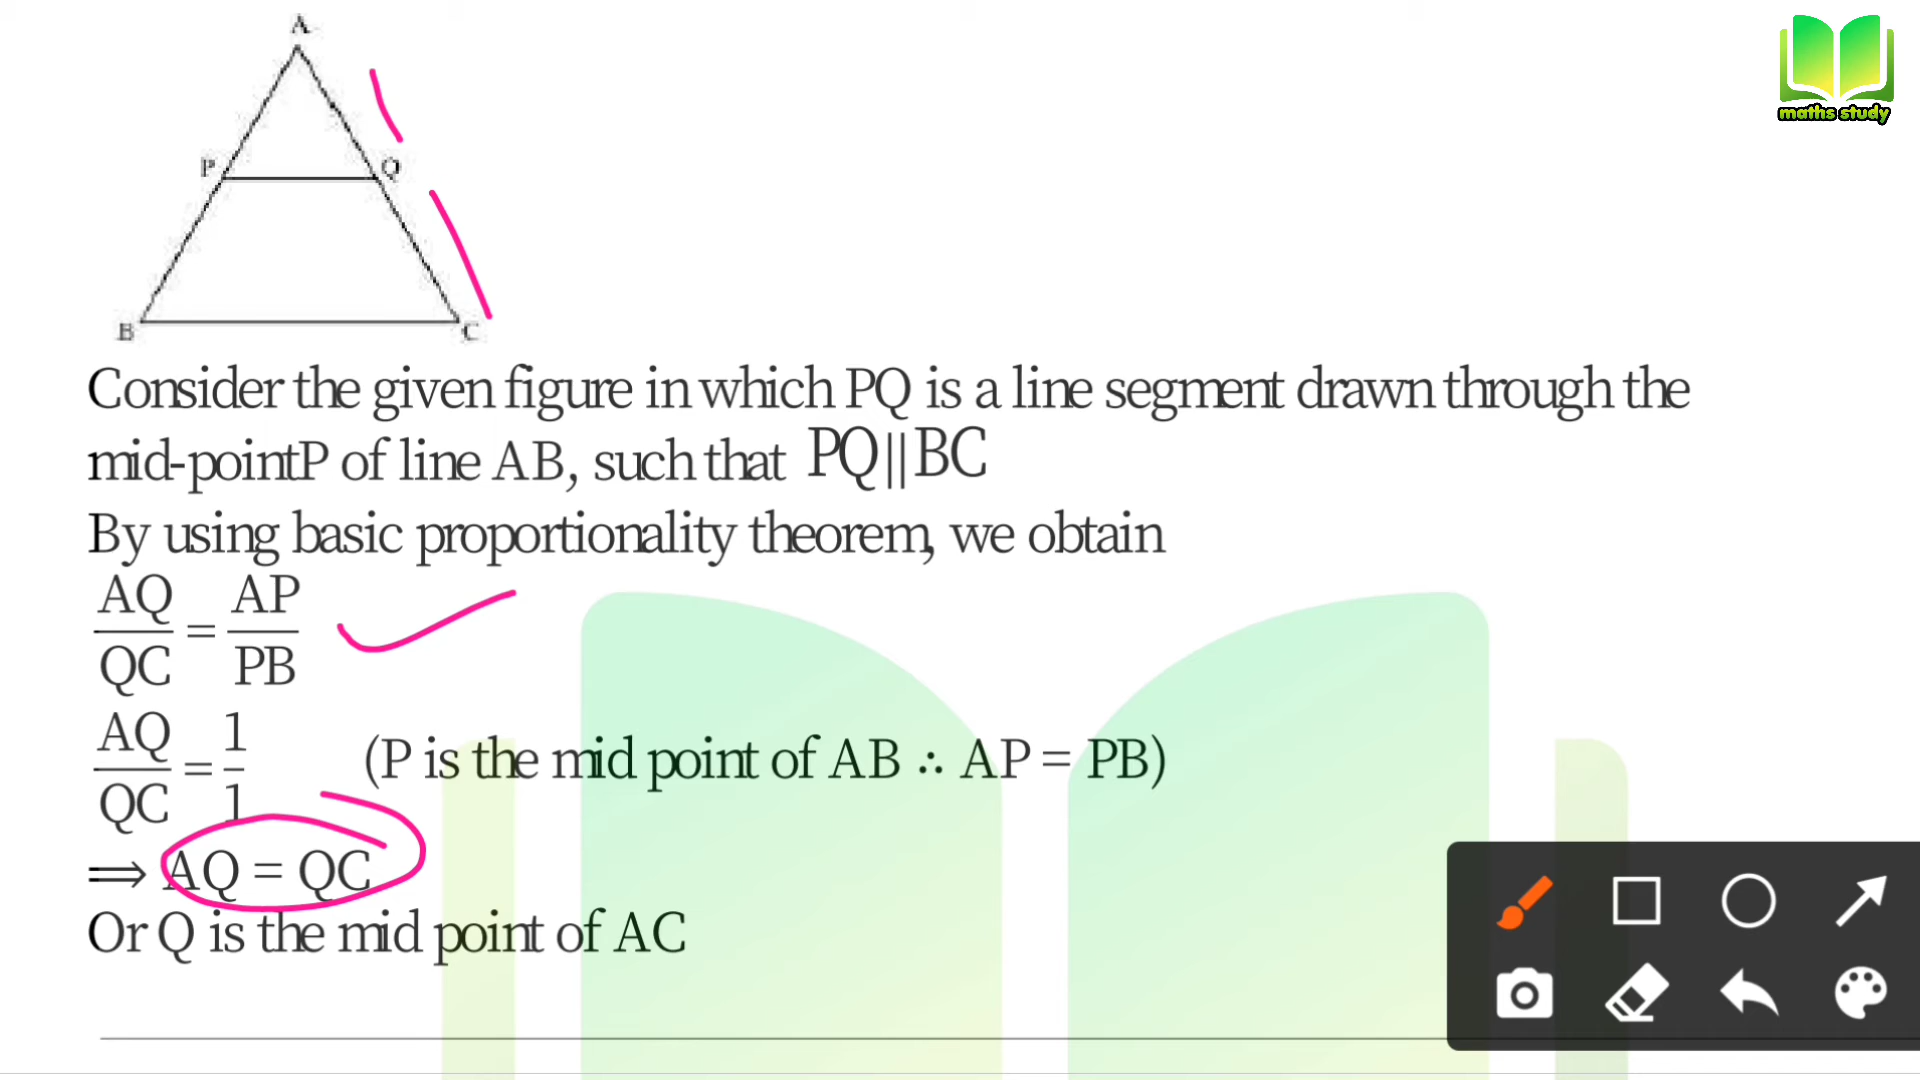 A
maths study
P
Q
B
C
Consider the given figure in which PQ is a line segment drawn through the
mid-pointP of line AB, such that PQ||BC
By using basic proportionality theorem, we obtain
AQ/QC = AP/PB
AQ/QC = 1/1 (P is the mid point of AB ∴ AP = PB)
⟹ AQ = QC
Or Q is the mid point of AC